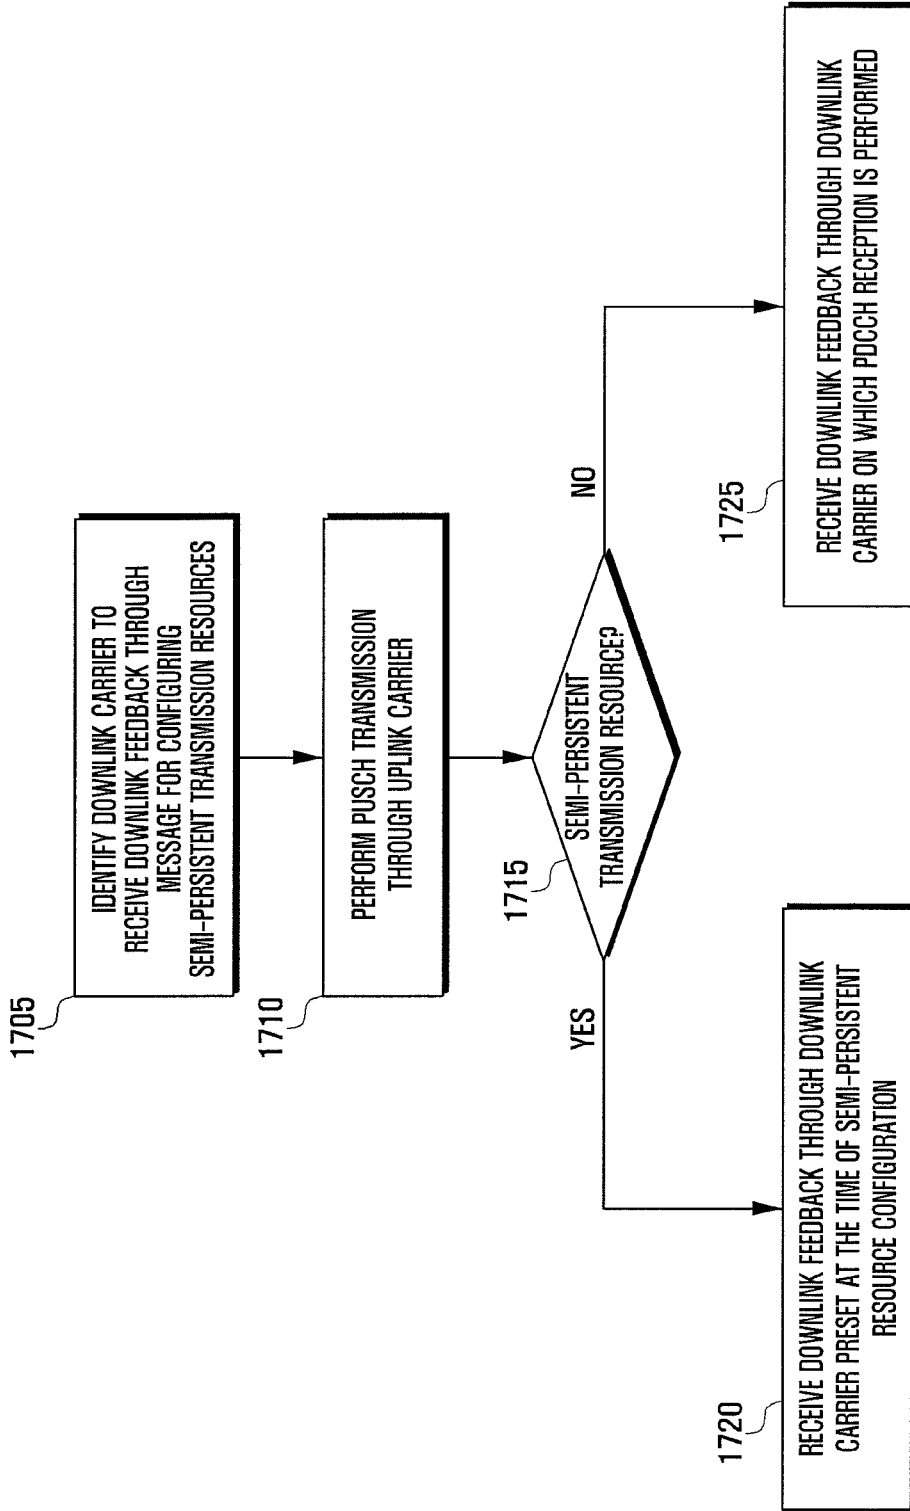 1705
IDENTIFY DOWNLINK CARRIER TO
RECEIVE DOWNLINK FEEDBACK THROUGH
MESSAGE FOR CONFIGURING
SEMI-PERSISTENT TRANSMISSION RESOURCES
1710
PERFORM PUSCH TRANSMISSION
THROUGH UPLINK CARRIER
1715
SEMI-PERSISTENT
TRANSMISSION RESOURCE?
YES
NO
1720
RECEIVE DOWNLINK FEEDBACK THROUGH DOWNLINK
CARRIER PRESET AT THE TIME OF SEMI-PERSISTENT
RESOURCE CONFIGURATION
1725
RECEIVE DOWNLINK FEEDBACK THROUGH DOWNLINK
CARRIER ON WHICH PDCCH RECEPTION IS PERFORMED